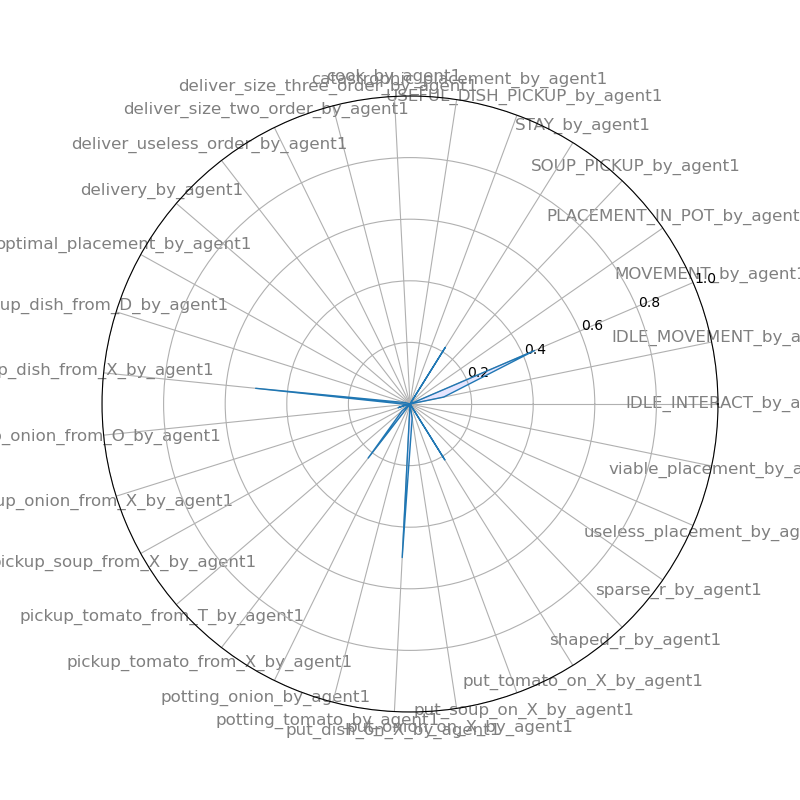 cook_by_agent1
catastrophic_placement_by_agent1
deliver_size_three_order_by_agent1
USEFUL_DISH_PICKUP_by_agent1
deliver_size_two_order_by_agent1
STAY_by_agent1
deliver_useless_order_by_agent1
SOUP_PICKUP_by_agent1
delivery_by_agent1
PLACEMENT_IN_POT_by_agent
optimal_placement_by_agent1
MOVEMENT_by_agent1
1.0
0.8
up_dish_from_D_by_agent1
0.6
IDLE_MOVEMENT_by_a
0.4
p_dish_from_X_by_agent1
0.2
IDLE_INTERACT_by_a
_onion_from_O_by_agent1
viable_placement_by_a
up_onion_from_X_by_agent1
useless_placement_by_ag
pickup_soup_from_X_by_agent1
sparse_r_by_agent1
pickup_tomato_from_T_by_agent1
shaped_r_by_agent1
pickup_tomato_from_X_by_agent1
put_tomato_on_X_by_agent1
potting_onion_by_agent1
put_soup_on_X_by_agent1
potting_tomato_by_agent1
put_onion_on_X_by_agent1
put_dish_on_X_by_agent1